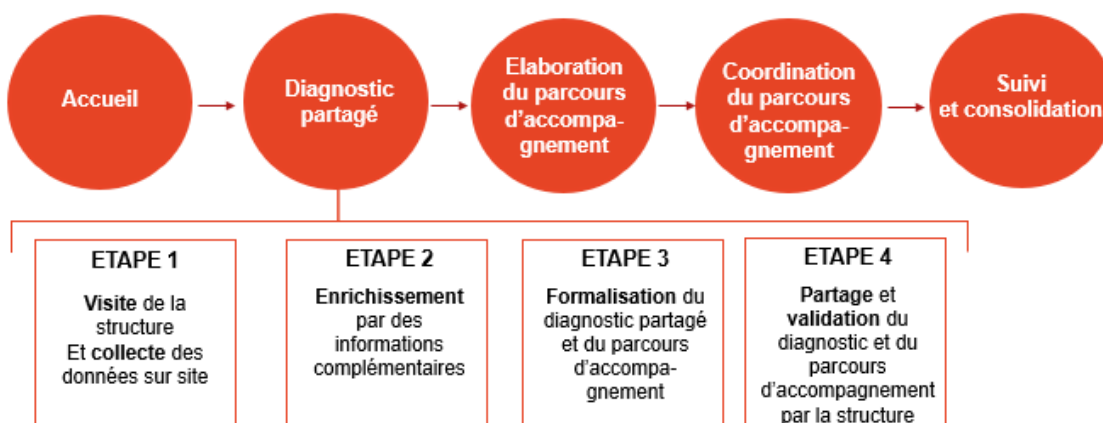 Accueil
Diagnostic
partagé
Elaboration
du parcours
d'accompa-
gnement
Coordination
du parcours
d'accompa-
gnement
Suivi
et consolidation
ETAPE 1
Visite de la
structure
Et collecte des
données sur site
ETAPE 2
Enrichissement
par des
informations
complémentaires
ETAPE 3
Formalisation du
diagnostic partagé
et du parcours
d'accompa-
gnement
ETAPE 4
Partage et
validation du
diagnostic et du
parcours
d'accompagnement
par la structure